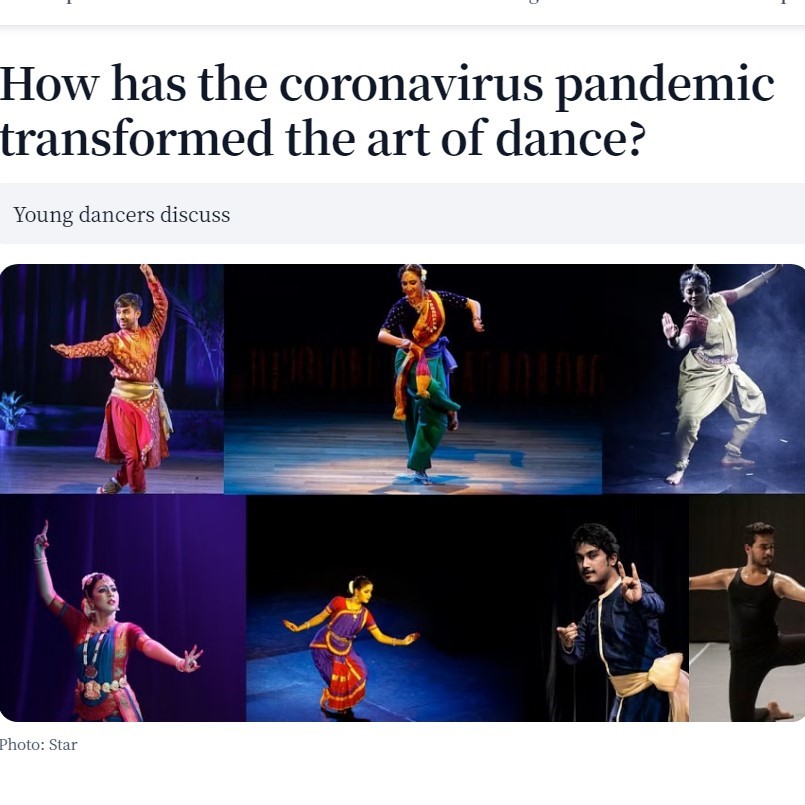 How has the coronavirus pandemic
transformed the art of dance?
Young dancers discuss
Photo: Star